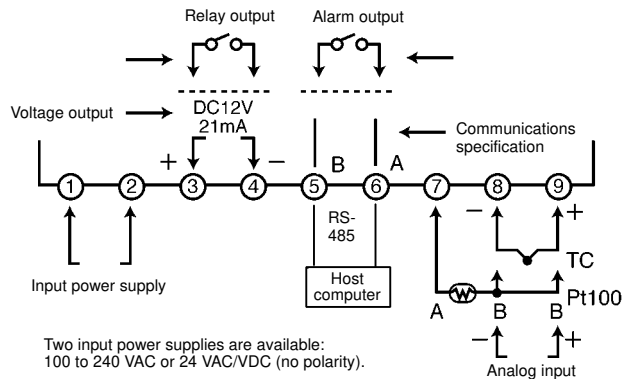 Relay output
Alarm output
Voltage output
DC12V
21mA
Communications
specification
+
−
B
A
1
2
3
4
5
6
7
8
9
−
+
RS-
485
TC
Input power supply
Host
computer
A
B
B
Pt100
−
+
Two input power supplies are available:
100 to 240 VAC or 24 VAC/VDC (no polarity).
Analog input